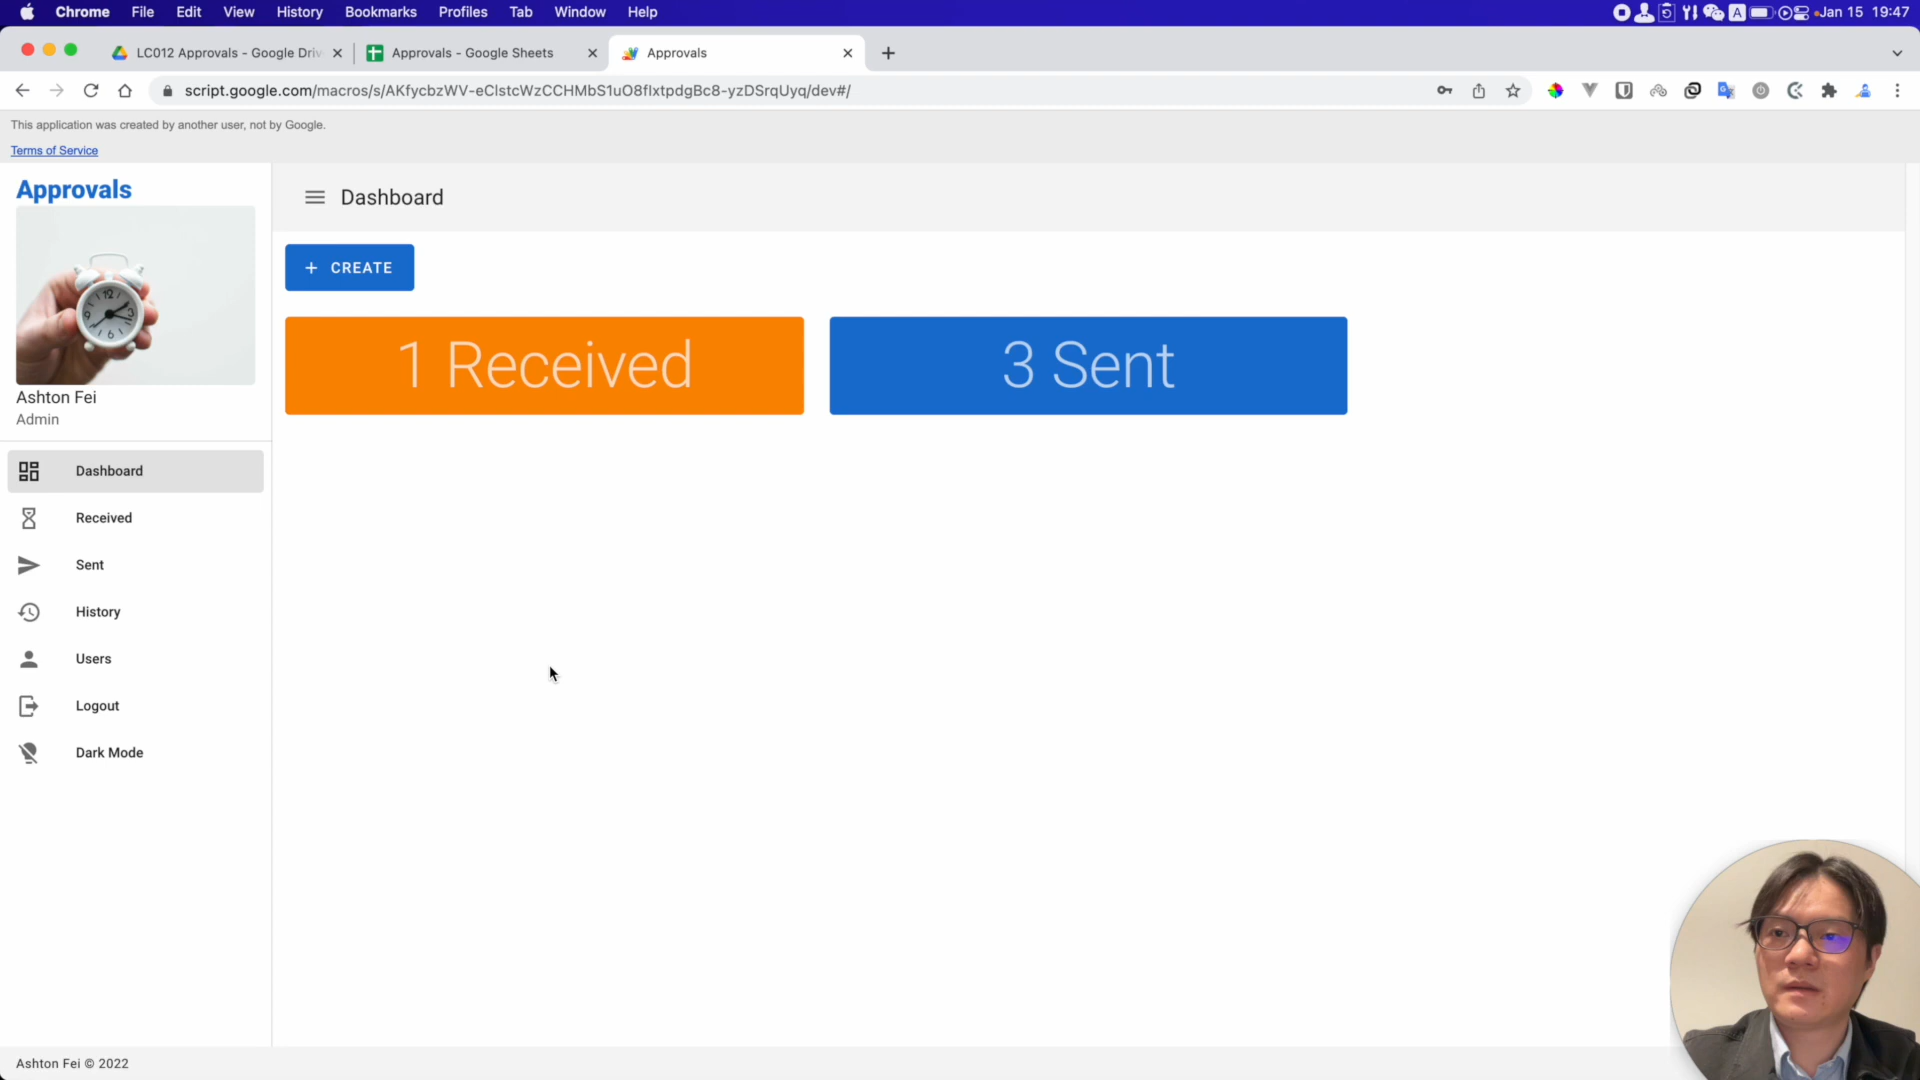 Chrome File Edit View History Bookmarks Profiles Tab Window Help A Jan 15 19:47
LC012 Approvals - Google Driv Approvals - Google Sheets Approvals
script.google.com/macros/s/AKfycbzWV-eClstcWzCCHMbS1uO8flxtpdgBc8-yzDSrqUyq/dev#/
This application was created by another user, not by Google.
Terms of Service
Approvals
Dashboard
+ CREATE
1 Received
3 Sent
Ashton Fei
Admin
Dashboard
Received
Sent
History
Users
Logout
Dark Mode
Ashton Fei © 2022